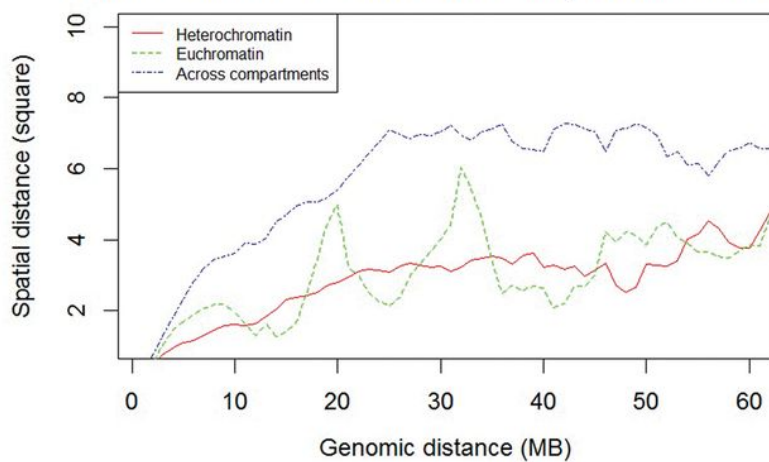 10
8
6
4
2
Spatial distance (square)
Heterochromatin
Euchromatin
Across compartments
0 10 20 30 40 50 60
Genomic distance (MB)